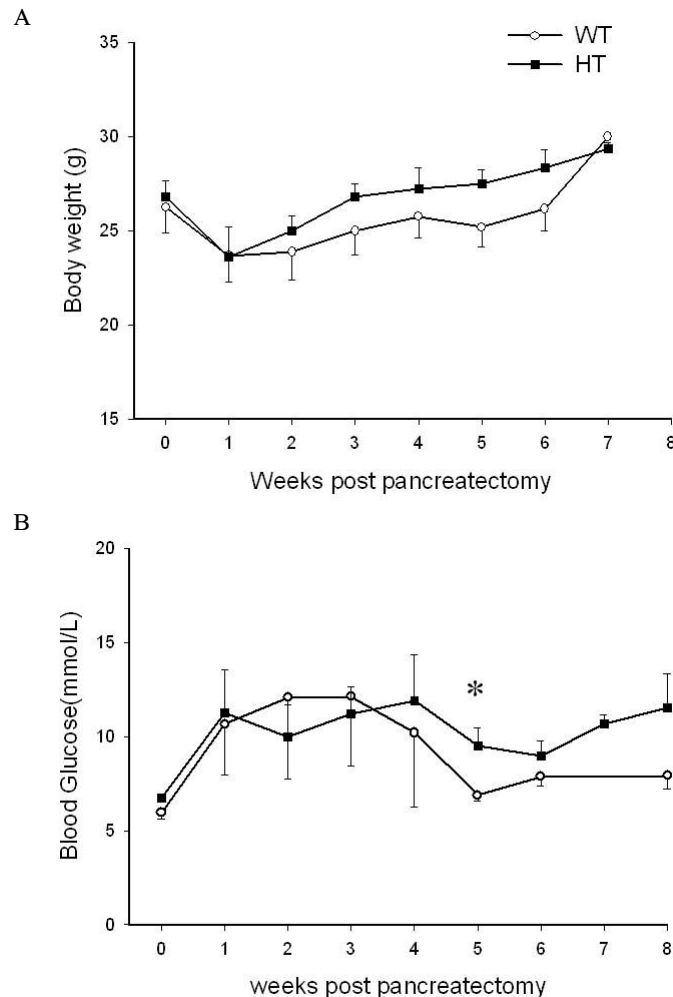 A
WT
HT
35
30
25
20
15
Body weight (g)
0 1 2 3 4 5 6 7 8
Weeks post pancreatectomy
B
20
15
10
5
0
Blood Glucose(mmol/L)
*
0 1 2 3 4 5 6 7 8
weeks post pancreatectomy